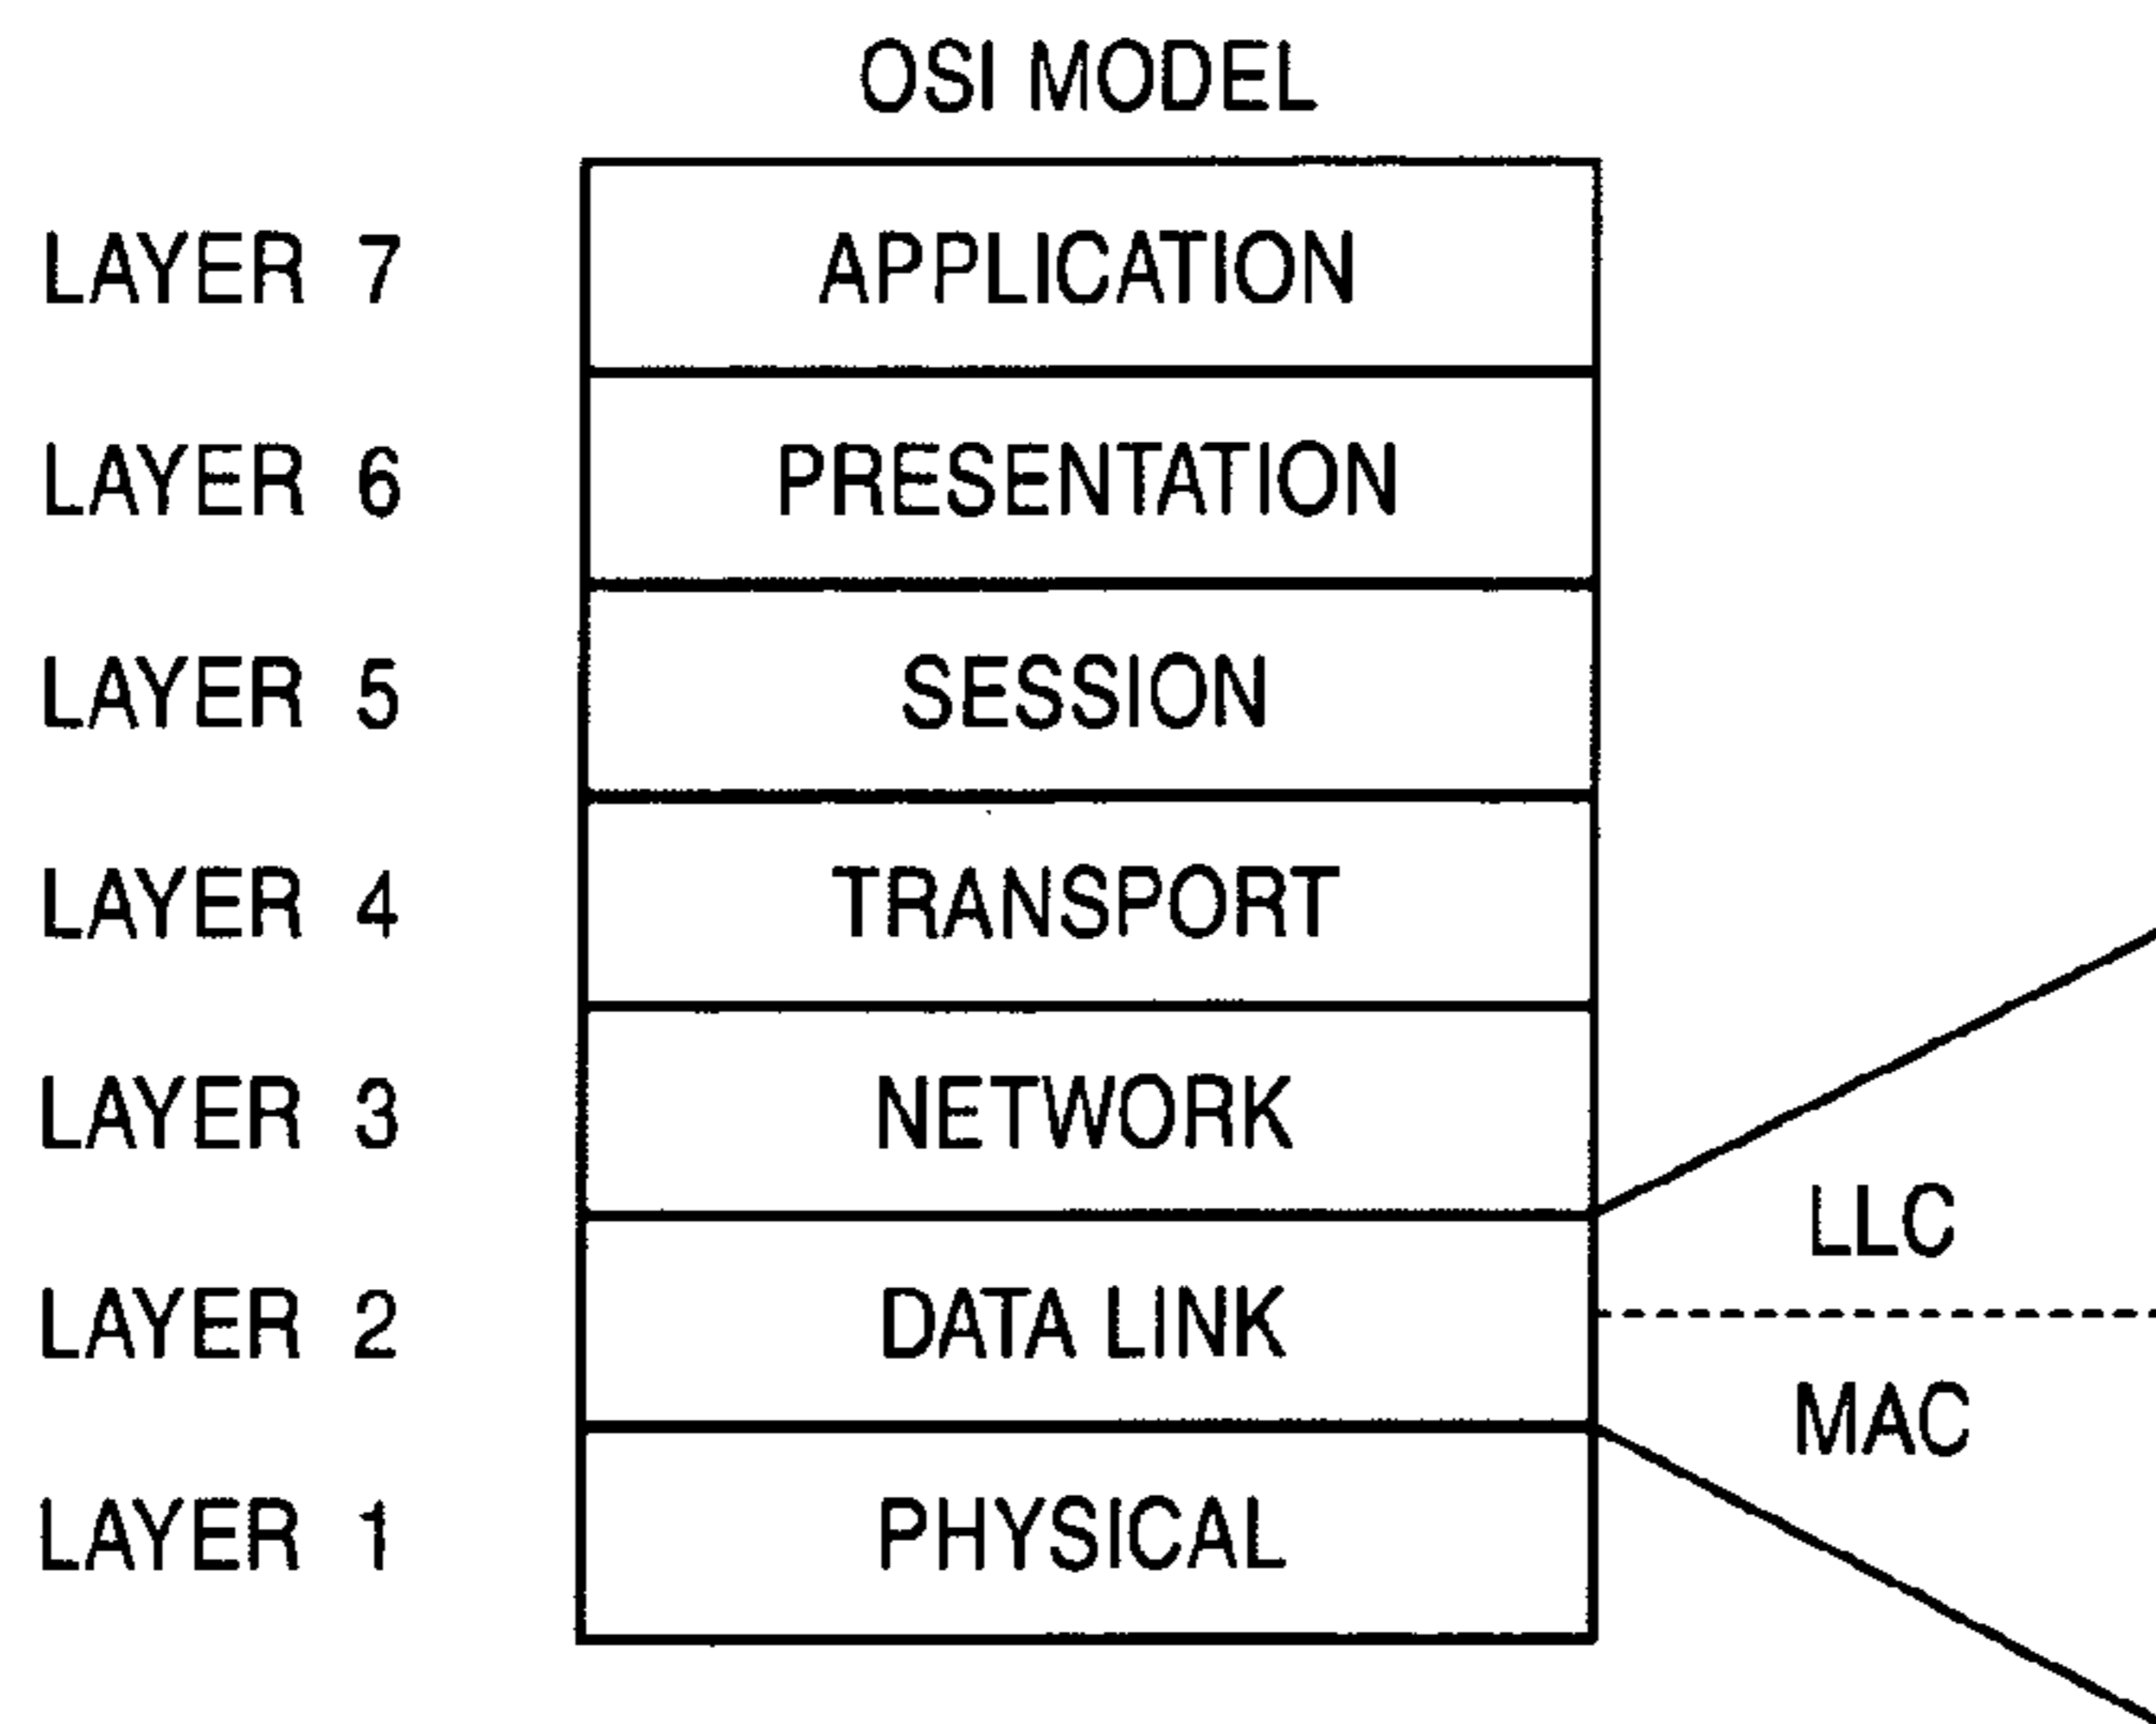 OSI MODEL
LAYER 7 APPLICATION
LAYER 6 PRESENTATION
LAYER 5 SESSION
LAYER 4 TRANSPORT
LAYER 3 NETWORK
LLC
LAYER 2 DATA LINK
MAC
LAYER 1 PHYSICAL